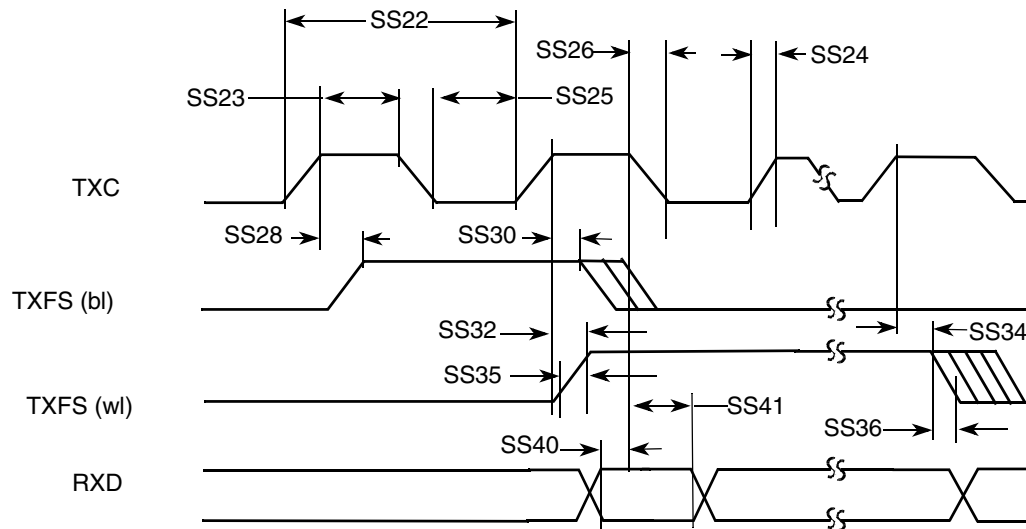 SS22
SS26
SS24
SS23
SS25
TXC
SS28
SS30
TXFS (bl)
SS32
SS34
SS35
TXFS (wl)
SS41
SS36
SS40
RXD